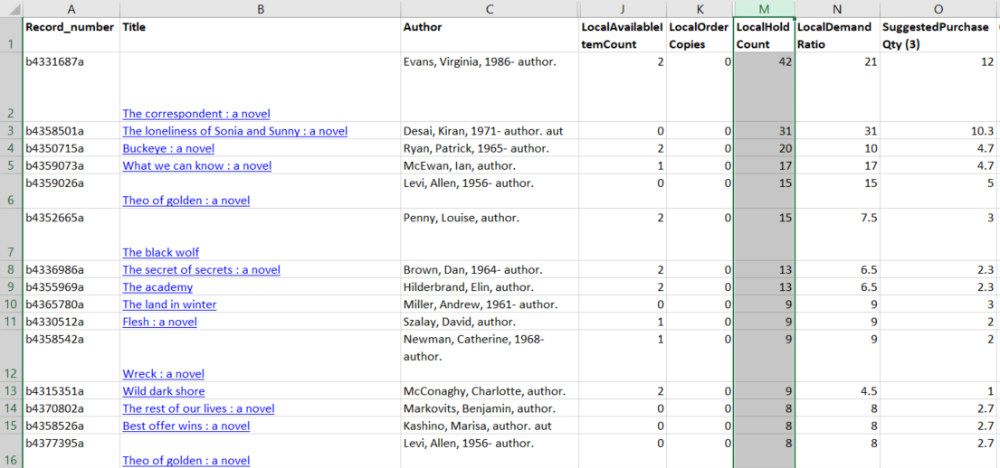 A B C J K M N O
Record_number Title Author LocalAvailableI LocalOrder LocalHold LocalDemand SuggestedPurchase
1 temCount Copies Count Ratio Qty (3)
b4331687a Evans, Virginia, 1986- author. 2 0 42 21 12
2 The correspondent : a novel
3 b4358501a The loneliness of Sonia and Sunny : a novel Desai, Kiran, 1971- author. aut 0 0 31 31 10.3
4 b4350715a Buckeye : a novel Ryan, Patrick, 1965- author. 2 0 20 10 4.7
5 b4359073a What we can know : a novel McEwan, Ian, author. 1 0 17 17 4.7
b4359026a Levi, Allen, 1956- author. 0 0 15 15 5
6 Theo of golden : a novel
b4352665a Penny, Louise, author. 2 0 15 7.5 3
7 The black wolf
8 b4336986a The secret of secrets : a novel Brown, Dan, 1964- author. 2 0 13 6.5 2.3
9 b4355969a The academy Hilderbrand, Elin, author. 2 0 13 6.5 2.3
10 b4365780a The land in winter Miller, Andrew, 1961- author. 0 0 9 9 3
11 b4330512a Flesh : a novel Szalay, David, author. 1 0 9 9 2
b4358542a Newman, Catherine, 1968- 1 0 9 9 2
author.
12 Wreck : a novel
13 b4315351a Wild dark shore McConaghy, Charlotte, author. 2 0 9 4.5 1
14 b4370802a The rest of our lives : a novel Markovits, Benjamin, author. 0 0 8 8 2.7
15 b4358526a Best offer wins : a novel Kashino, Marisa, author. aut 0 0 8 8 2.7
b4377395a Levi, Allen, 1956- author. 0 0 8 8 2.7
16 Theo of golden : a novel